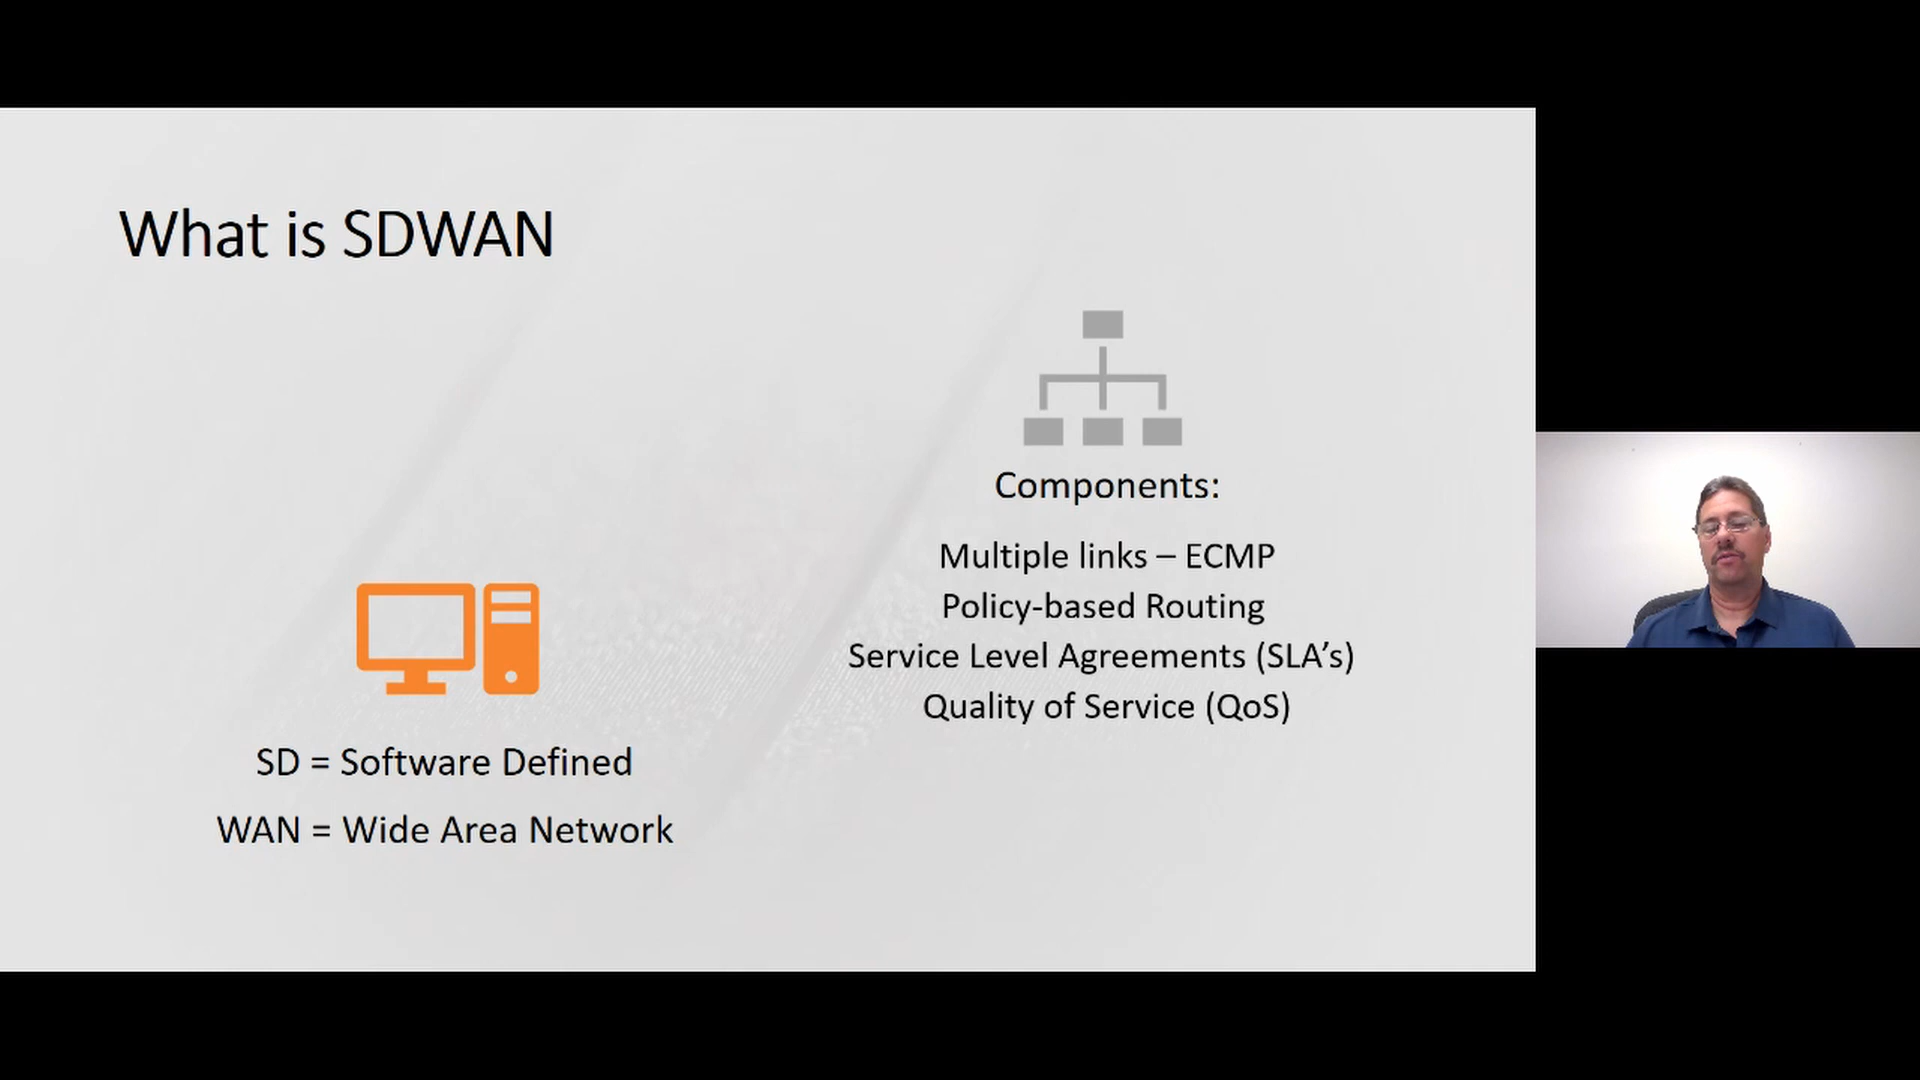 What is SDWAN
SD = Software Defined
WAN = Wide Area Network
Components:
Multiple links – ECMP
Policy-based Routing
Service Level Agreements (SLA’s)
Quality of Service (QoS)